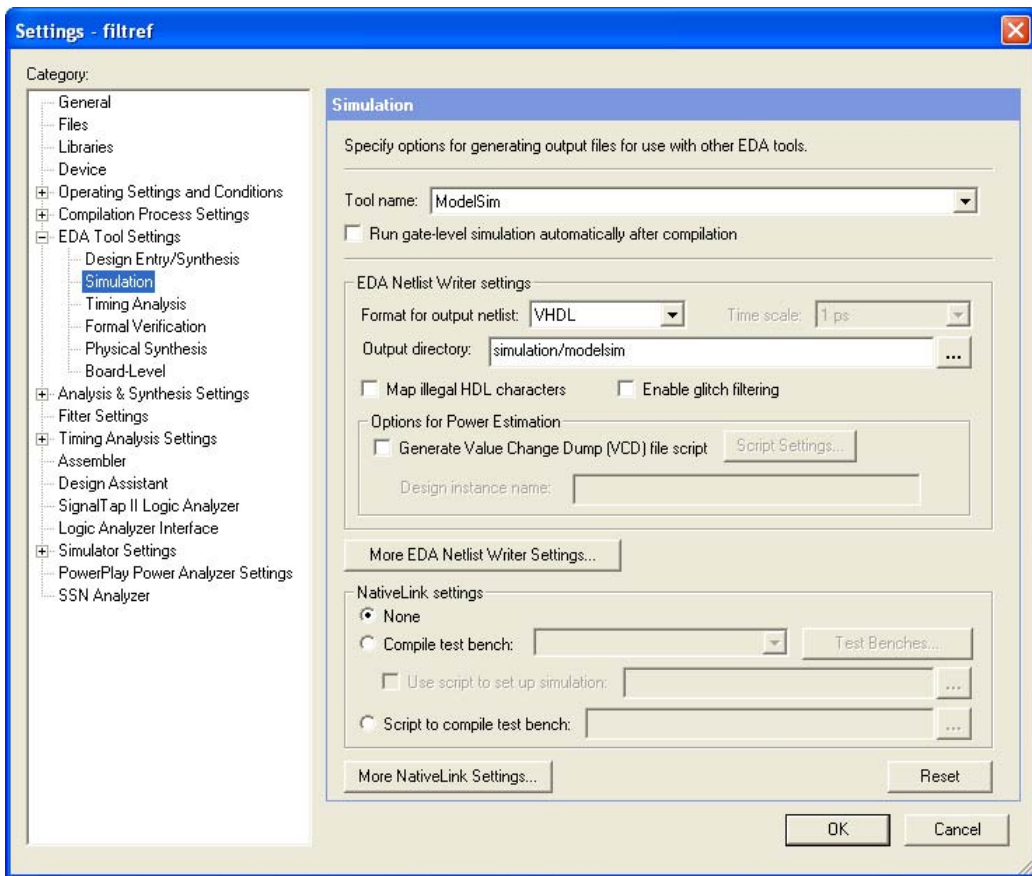 Settings - filtref
Category:
General
Files
Libraries
Device
Operating Settings and Conditions
Compilation Process Settings
EDA Tool Settings
Design Entry/Synthesis
Simulation
Timing Analysis
Formal Verification
Physical Synthesis
Board-Level
Analysis & Synthesis Settings
Fitter Settings
Timing Analysis Settings
Assembler
Design Assistant
SignalTap II Logic Analyzer
Logic Analyzer Interface
Simulator Settings
PowerPlay Power Analyzer Settings
SSN Analyzer
Simulation
Specify options for generating output files for use with other EDA tools.
Tool name: ModelSim
Run gate-level simulation automatically after compilation
EDA Netlist Writer settings
Format for output netlist: VHDL Time scale: 1 ps
Output directory: simulation/modelsim ...
Map illegal HDL characters Enable glitch filtering
Options for Power Estimation
Generate Value Change Dump (VCD) file script Script Settings...
Design instance name:
More EDA Netlist Writer Settings...
NativeLink settings
None
Compile test bench: Test Benches...
Use script to set up simulation: ...
Script to compile test bench: ...
More NativeLink Settings... Reset
OK Cancel